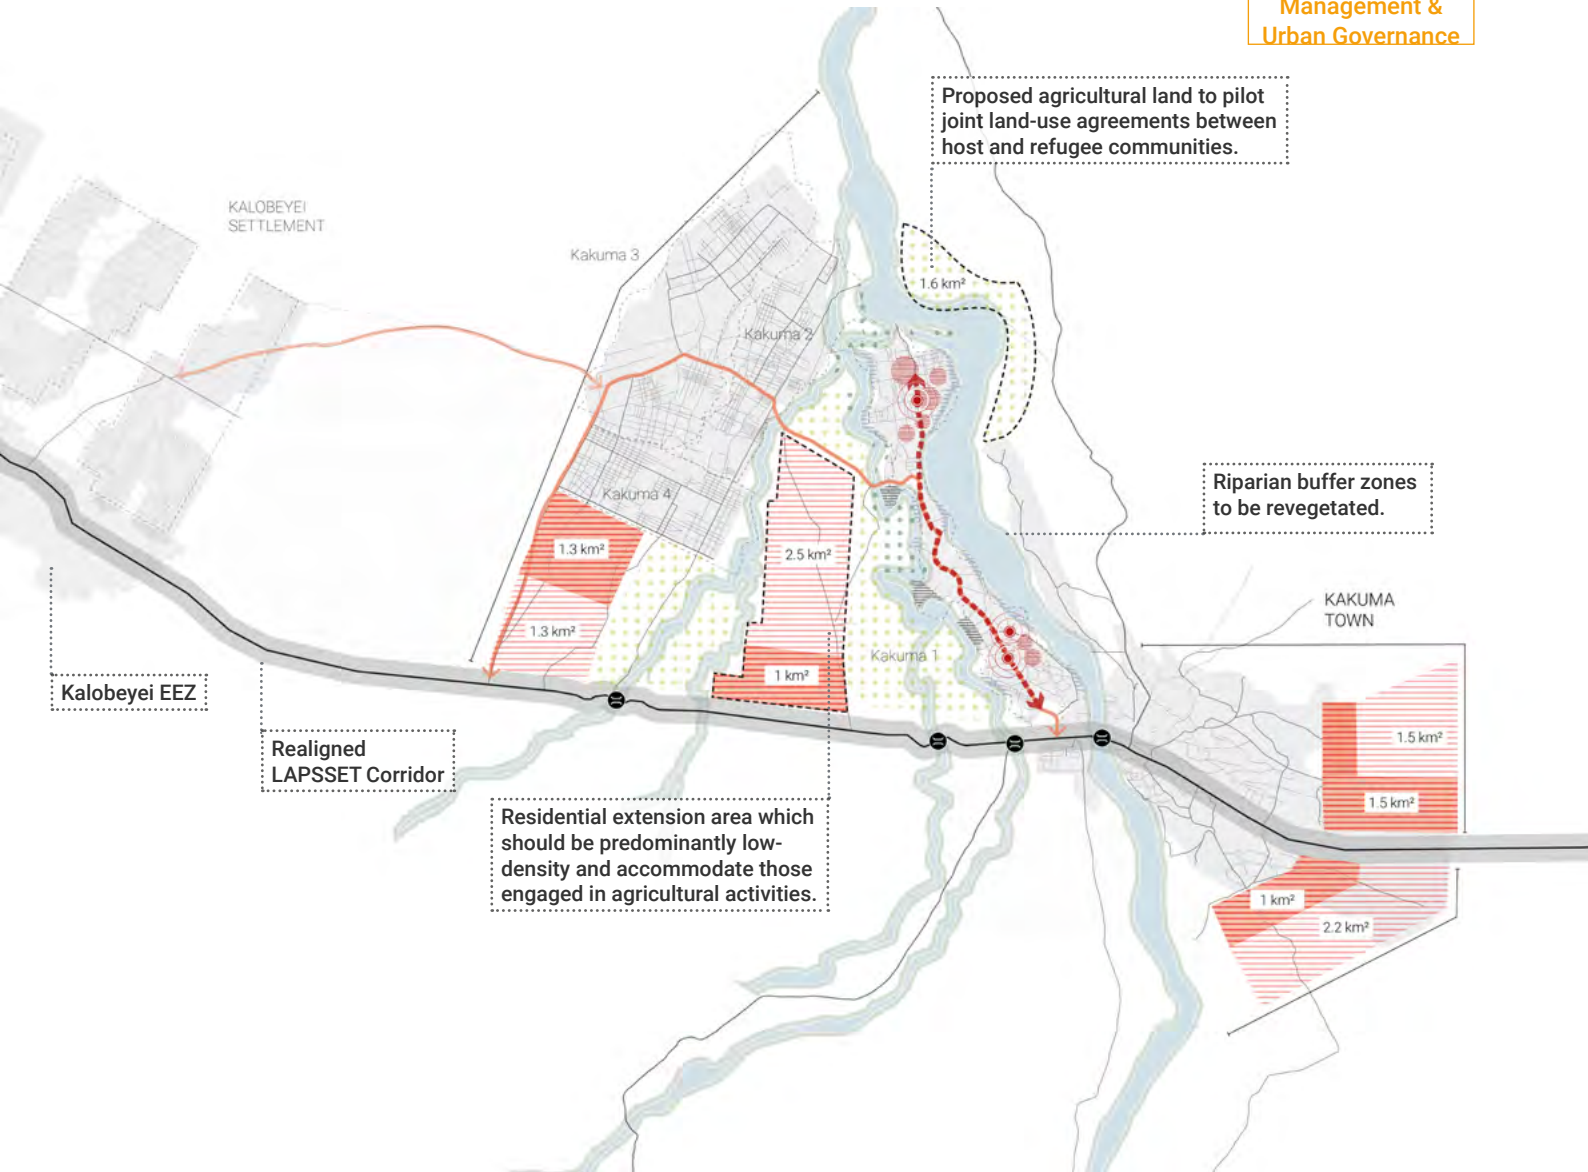 Management &
Urban Governance
Proposed agricultural land to pilot
joint land-use agreements between
host and refugee communities.
KALOBEYEI
SETTLEMENT
Kakuma 3
1.6 km²
Kakuma 2
Riparian buffer zones
to be revegetated.
Kakuma 4
1.3 km²
2.5 km²
KAKUMA
TOWN
1.3 km²
Kakuma 1
1 km²
Kalobeyei EEZ
Realigned
LAPSSET Corridor
1.5 km²
1.5 km²
Residential extension area which
should be predominantly low-
density and accommodate those
engaged in agricultural activities.
1 km²
2.2 km²